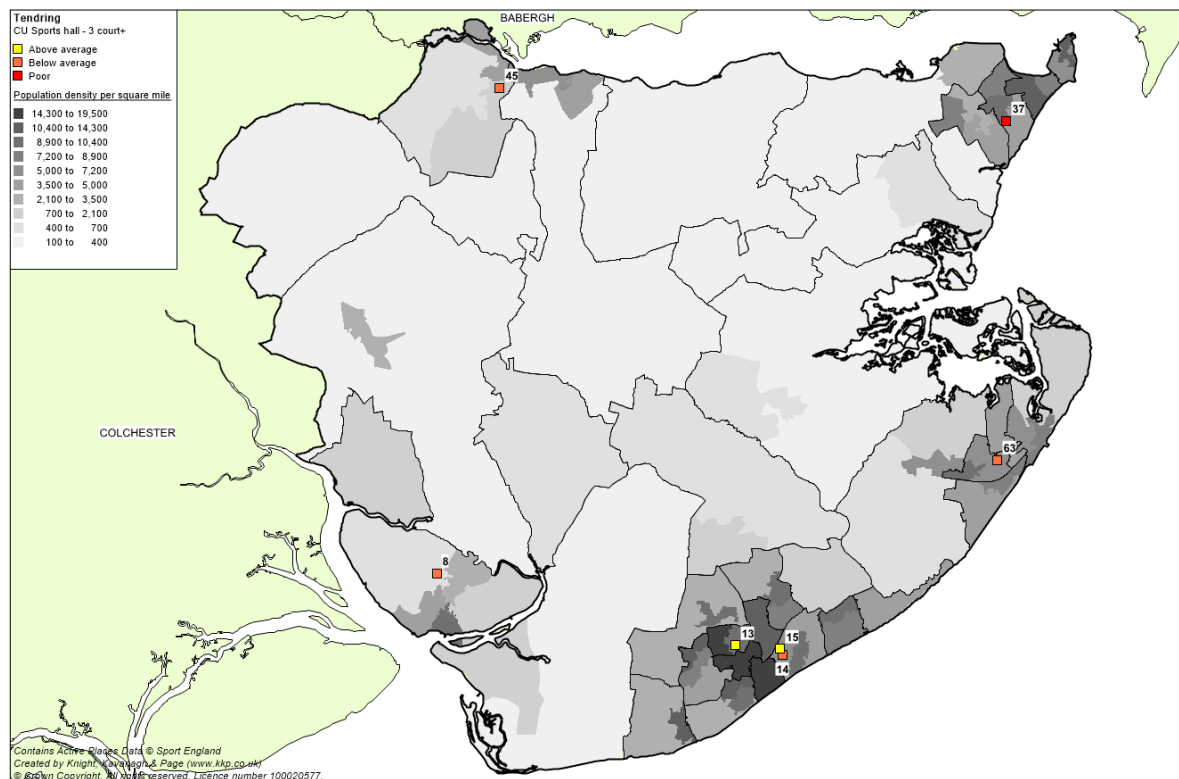 Tendring
CU Sports hall - 3 court+
Above average
Below average
Poor
Population density per square mile
14,300 to 19,500
10,400 to 14,300
8,900 to 10,400
7,200 to 8,900
5,000 to 7,200
3,500 to 5,000
2,100 to 3,500
700 to 2,100
400 to 700
100 to 400
BABERGH
45
37
COLCHESTER
63
8
13
15
14
Contains Active Places Data © Sport England
Created by Knight, Kavanagh & Page (www.kkp.co.uk)
© Crown Copyright. All rights reserved. Licence number 100020577.